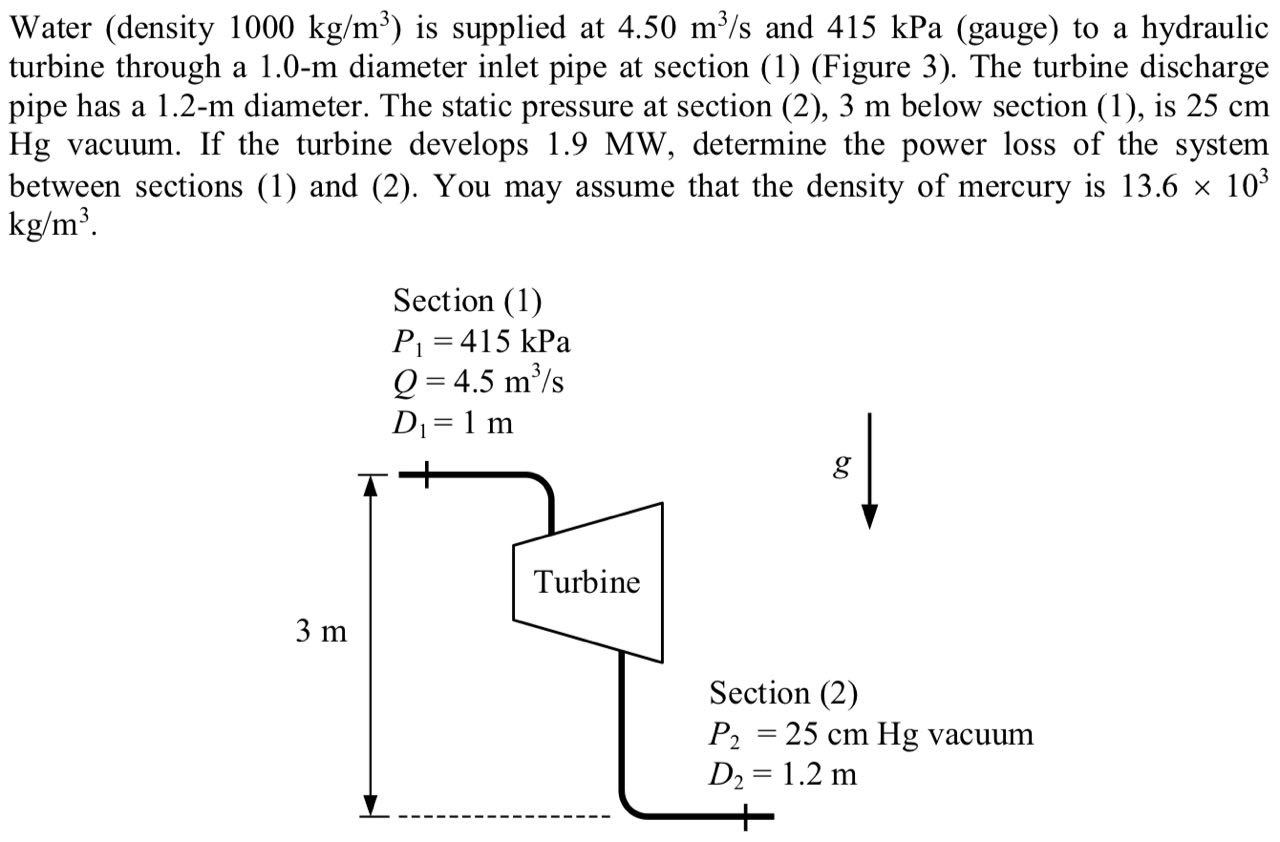 Water (density 1000 kg/m³) is supplied at 4.50 m³/s and 415 kPa (gauge) to a hydraulic
turbine through a 1.0-m diameter inlet pipe at section (1) (Figure 3). The turbine discharge
pipe has a 1.2-m diameter. The static pressure at section (2), 3 m below section (1), is 25 cm
Hg vacuum. If the turbine develops 1.9 MW, determine the power loss of the system
between sections (1) and (2). You may assume that the density of mercury is 13.6 × 10³
kg/m³.
Section (1)
P₁ = 415 kPa
Q = 4.5 m³/s
D₁ = 1 m
g
Turbine
3 m
Section (2)
P₂ = 25 cm Hg vacuum
D₂ = 1.2 m